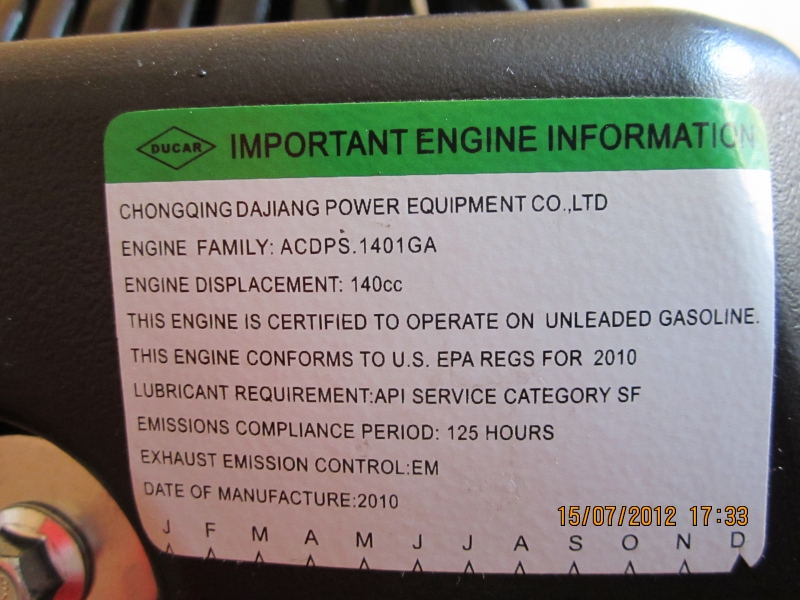 DUCAR IMPORTANT ENGINE INFORMATION
CHONGQING DAJIANG POWER EQUIPMENT CO.,LTD
ENGINE FAMILY: ACDPS.1401GA
ENGINE DISPLACEMENT: 140cc
THIS ENGINE IS CERTIFIED TO OPERATE ON UNLEADED GASOLINE.
THIS ENGINE CONFORMS TO U.S. EPA REGS FOR 2010
LUBRICANT REQUIREMENT:API SERVICE CATEGORY SF
EMISSIONS COMPLIANCE PERIOD: 125 HOURS
EXHAUST EMISSION CONTROL:EM
DATE OF MANUFACTURE:2010
15/07/2012 17:33
J F M A M J J A S O N D